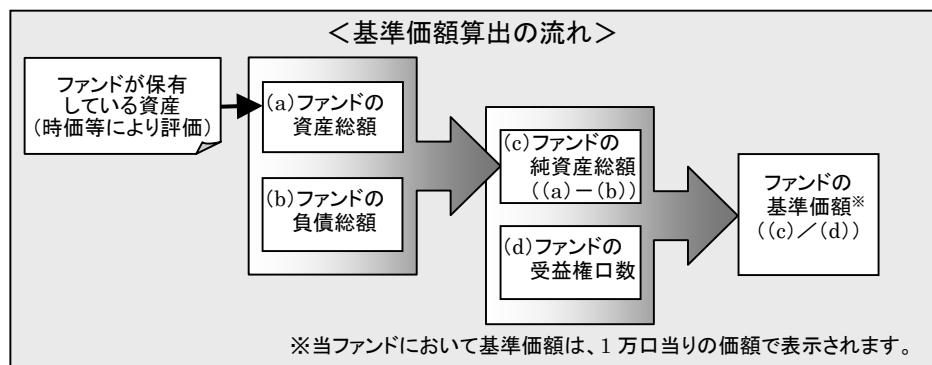 ＜基準価額算出の流れ＞
ファンドが保有
している資産
(時価等により評価)
(a)ファンドの
資産総額
(b)ファンドの
負債総額
(c)ファンドの
純資産総額
((a)－(b))
(d)ファンドの
受益権口数
ファンドの
基準価額※
((c)／(d))
※当ファンドにおいて基準価額は、1万口当りの価額で表示されます。